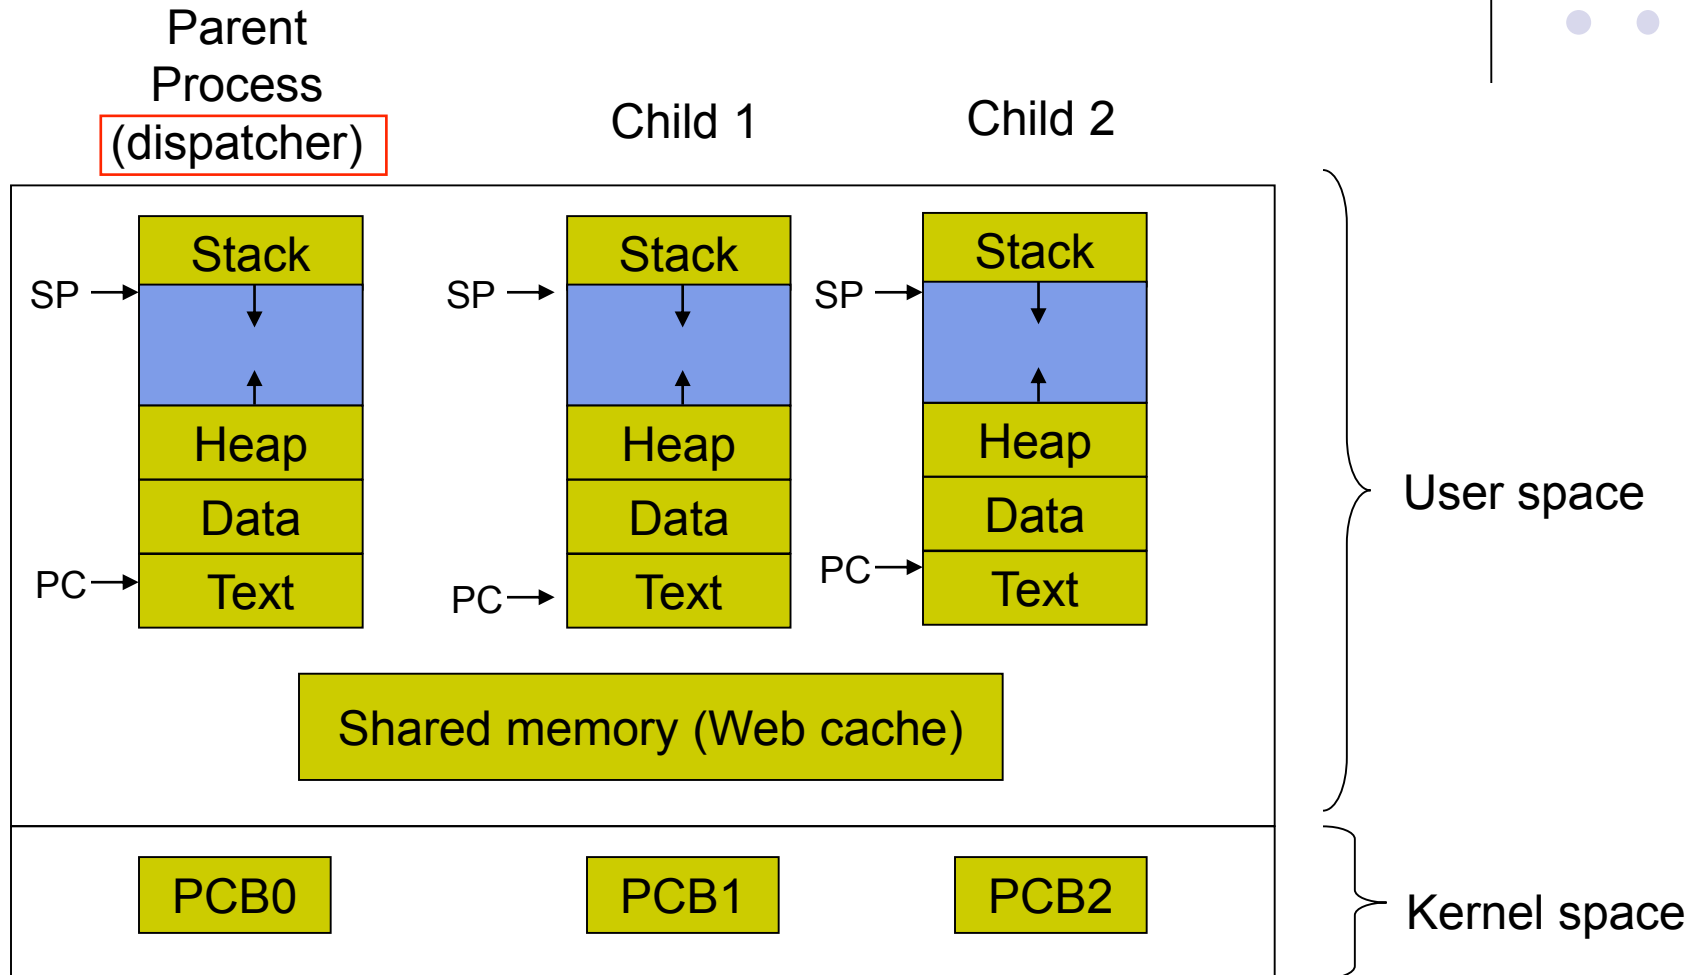 Parent
Process
(dispatcher)
Child 1
Child 2
Stack
Stack
Stack
SP
SP
SP
Heap
Heap
Heap
Data
Data
Data
PC
Text
PC
Text
PC
Text
User space
Shared memory (Web cache)
PCB0
PCB1
PCB2
Kernel space